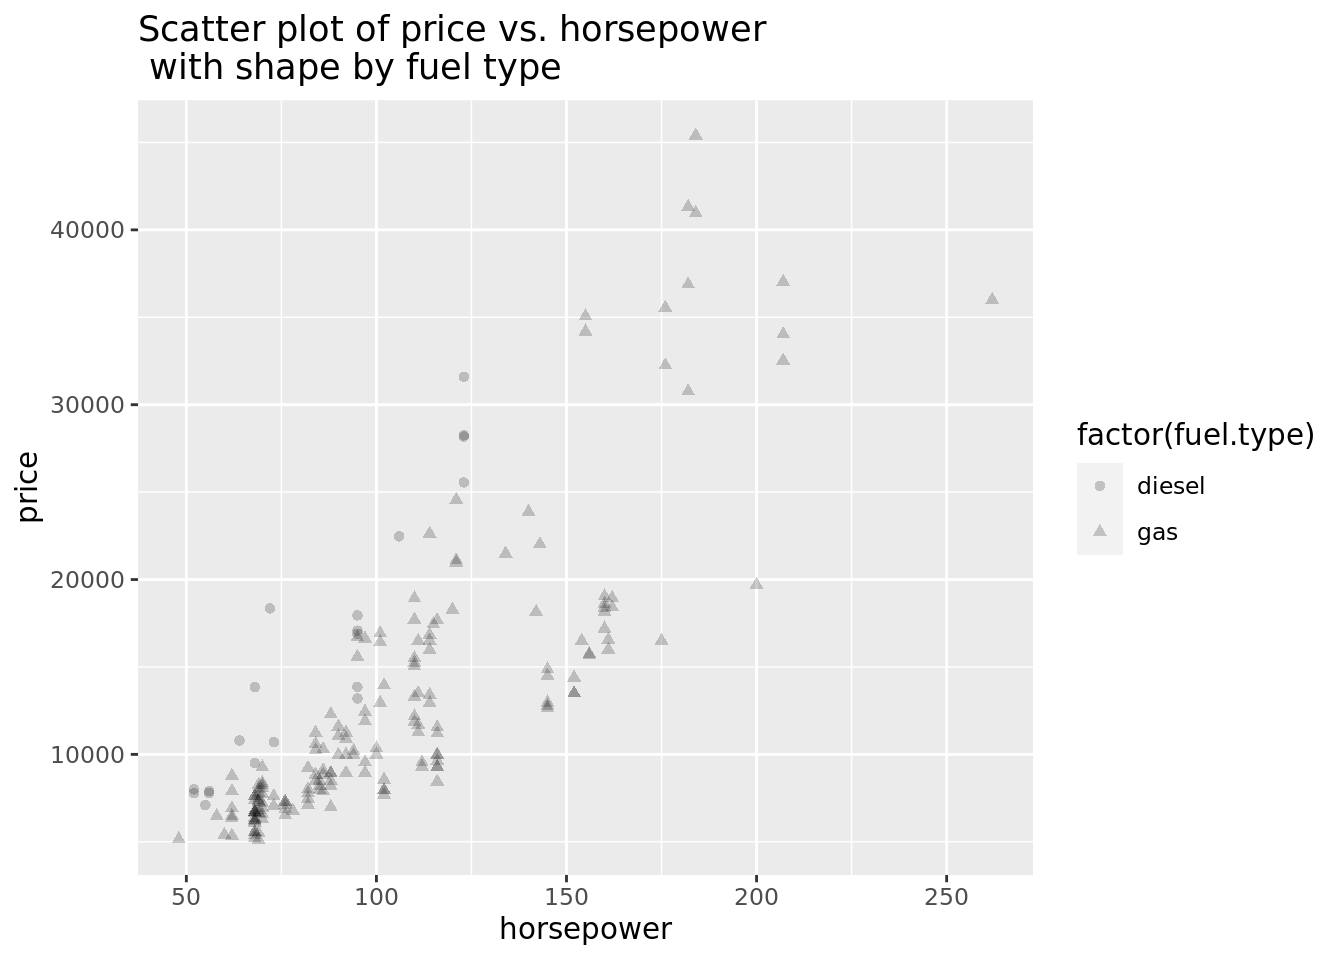 Scatter plot of price vs. horsepower
with shape by fuel type
40000
30000
20000
10000
price
50 100 150 200 250
horsepower
factor(fuel.type)
diesel
gas